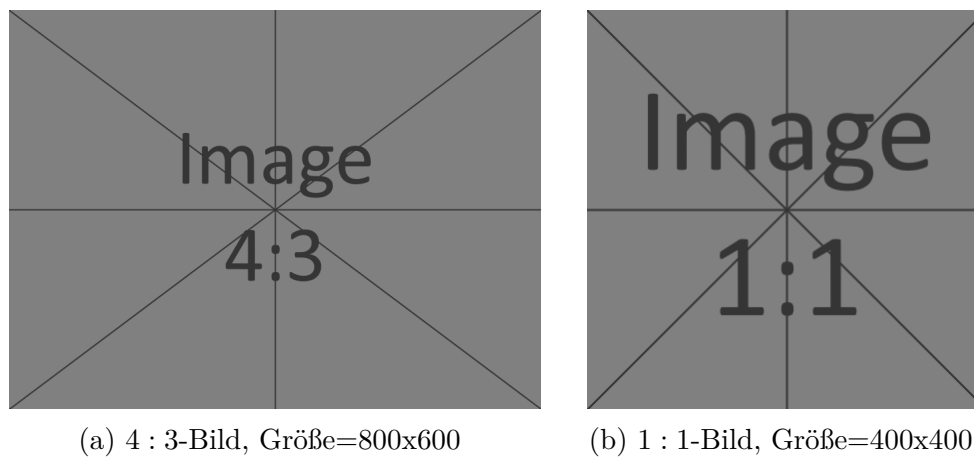 Image
4:3
Image
1:1
(a) 4 : 3-Bild, Größe=800x600
(b) 1 : 1-Bild, Größe=400x400